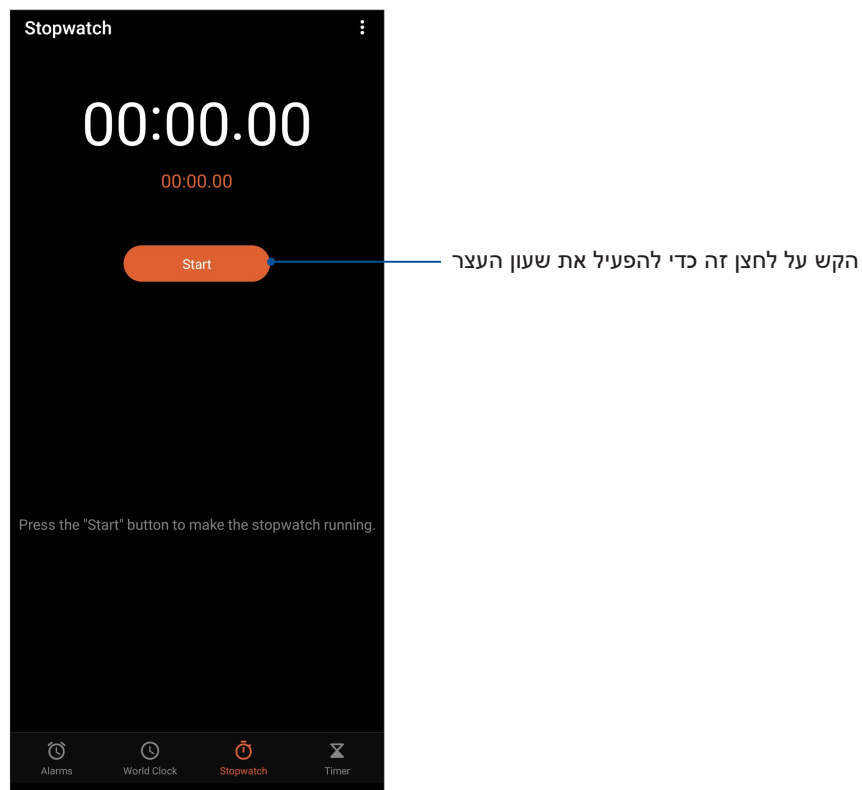 Stopwatch
00:00.00
00:00.00
Start
הקש על לחצן זה כדי להפעיל את שעון העצר
Press the "Start" button to make the stopwatch running.
Alarms
World Clock
Stopwatch
Timer